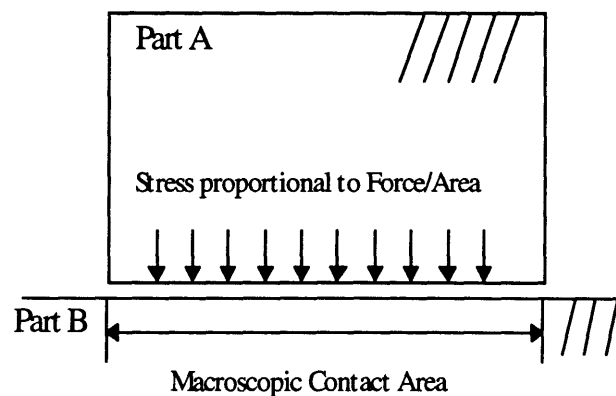 Part A
Stress proportional to Force/Area
Part B
Macroscopic Contact Area